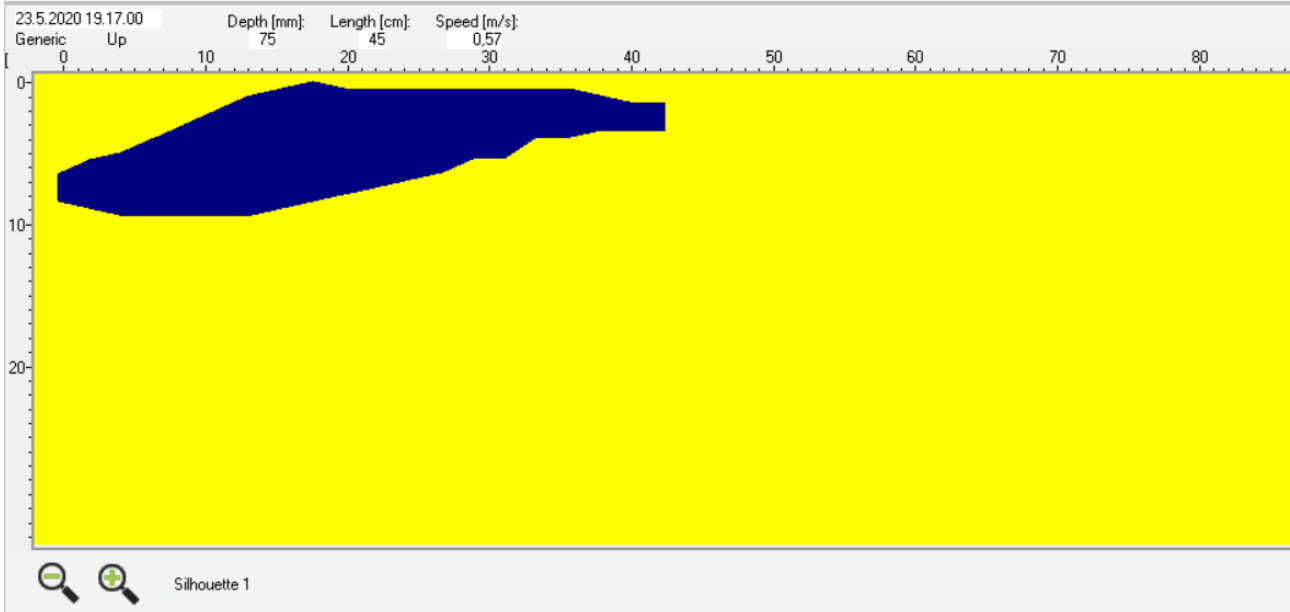 23.5.2020 19.17.00 Depth [mm]: Length [cm]: Speed [m/s]:
Generic Up 75 45 0,57
[ 0 10 20 30 40 50 60 70 80
0
10
20
Silhouette 1